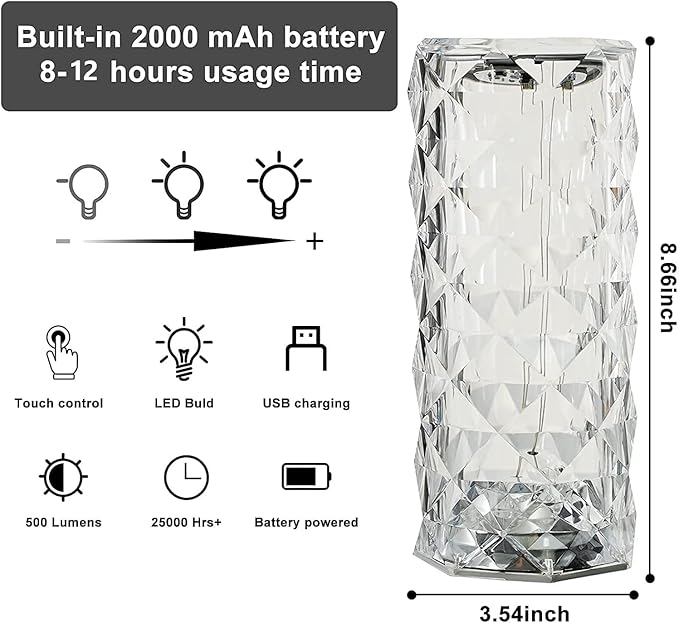 Built-in 2000 mAh battery
8-12 hours usage time
- +
Touch control
LED Buld
USB charging
500 Lumens
25000 Hrs+
Battery powered
8.66inch
3.54inch